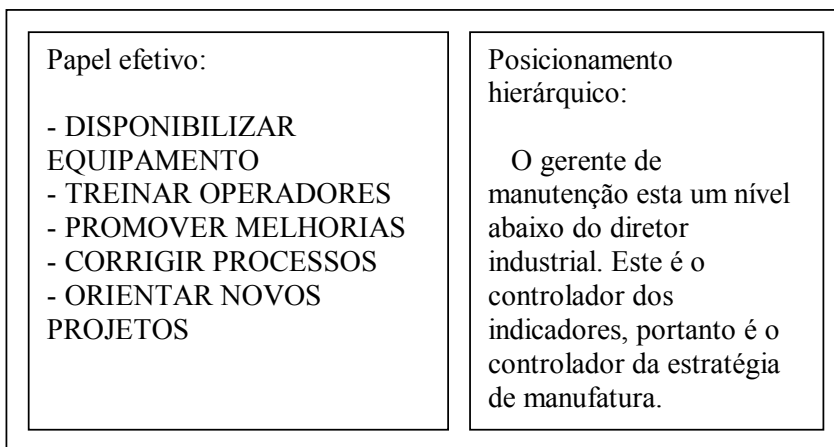 Papel efetivo:
- DISPONIBILIZAR
EQUIPAMENTO
- TREINAR OPERADORES
- PROMOVER MELHORIAS
- CORRIGIR PROCESSOS
- ORIENTAR NOVOS
PROJETOS
Posicionamento
hierárquico:
O gerente de
manutenção esta um nível
abaixo do diretor
industrial. Este é o
controlador dos
indicadores, portanto é o
controlador da estratégia
de manufatura.